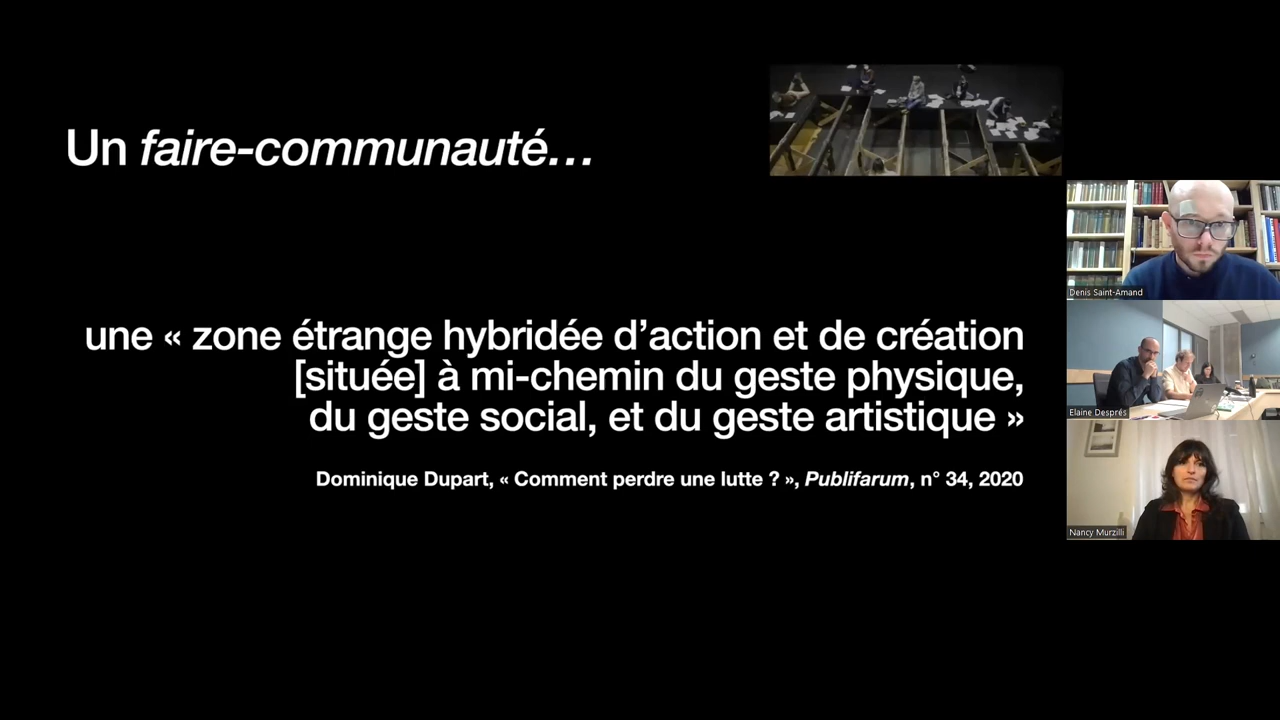 Un faire-communauté…
une « zone étrange hybridée d’action et de création
[située] à mi-chemin du geste physique,
du geste social, et du geste artistique »
Dominique Dupart, « Comment perdre une lutte ? », Publifarum, n° 34, 2020
Denis Saint-Amand
Elaine Després
Nancy Murzilli